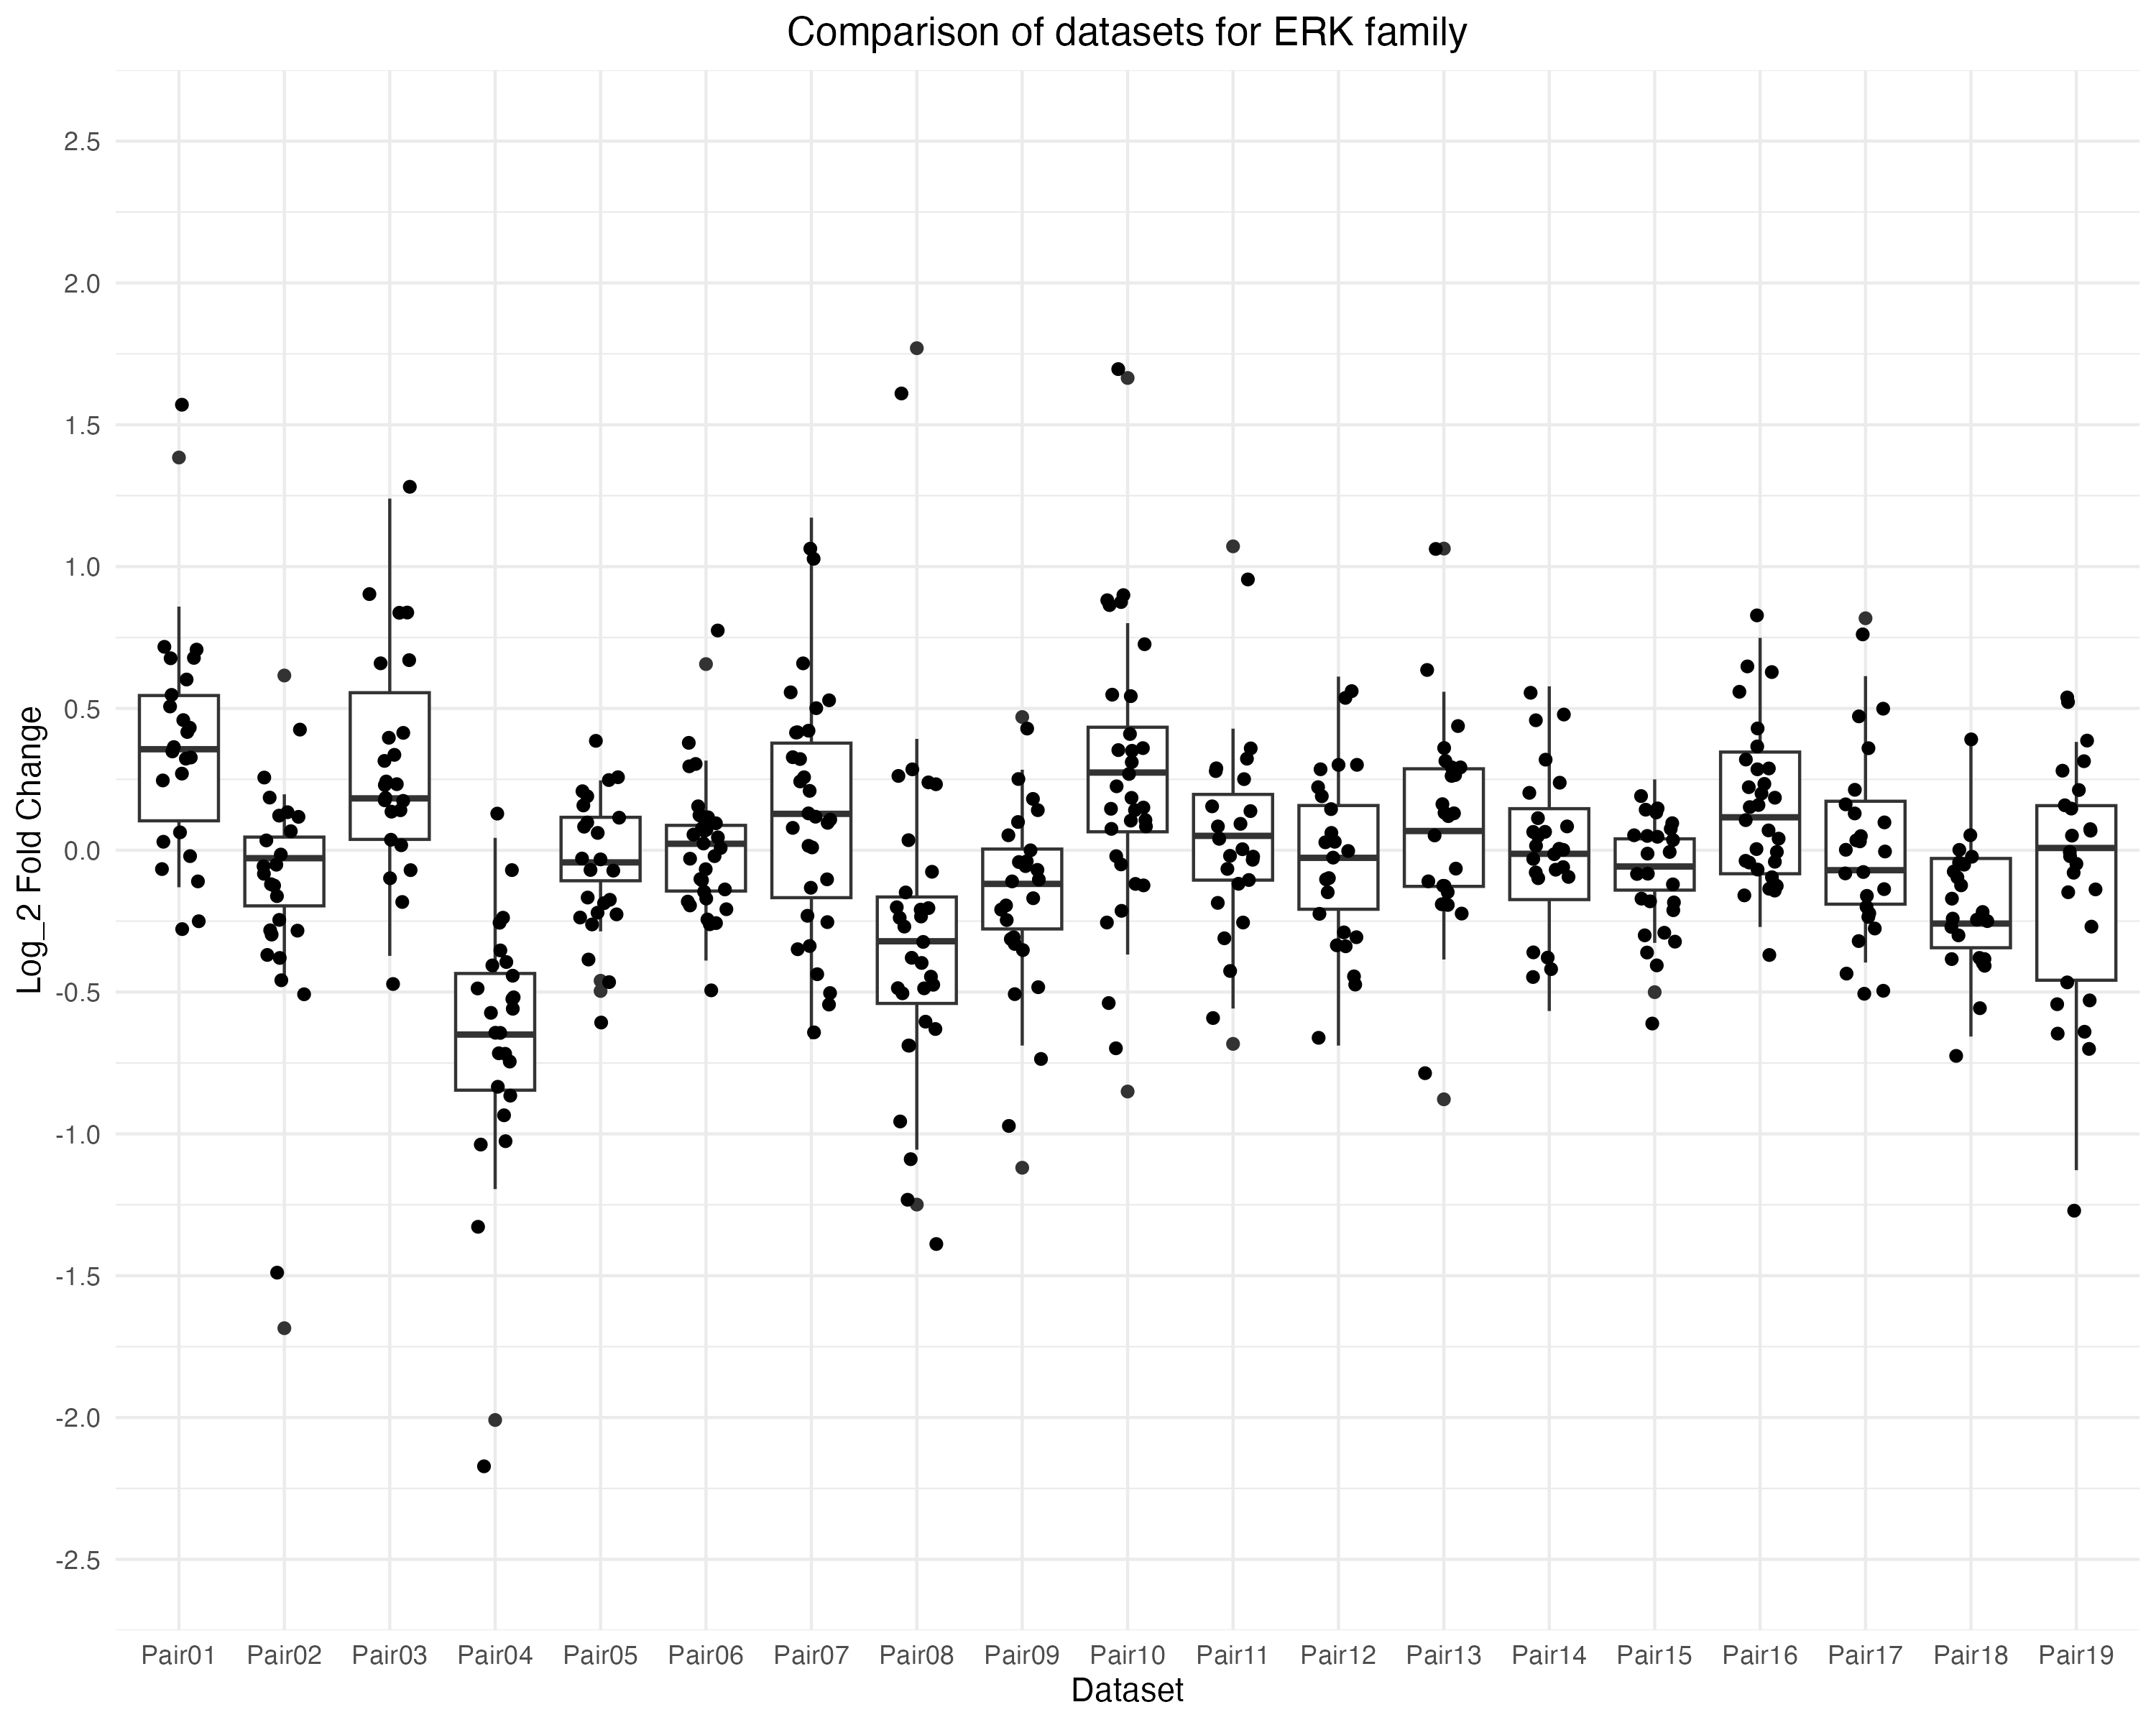 Comparison of datasets for ERK family
Log_2 Fold Change
2.5
2.0
1.5
1.0
0.5
0.0
-0.5
-1.0
-1.5
-2.0
-2.5
Pair01 Pair02 Pair03 Pair04 Pair05 Pair06 Pair07 Pair08 Pair09 Pair10 Pair11 Pair12 Pair13 Pair14 Pair15 Pair16 Pair17 Pair18 Pair19
Dataset